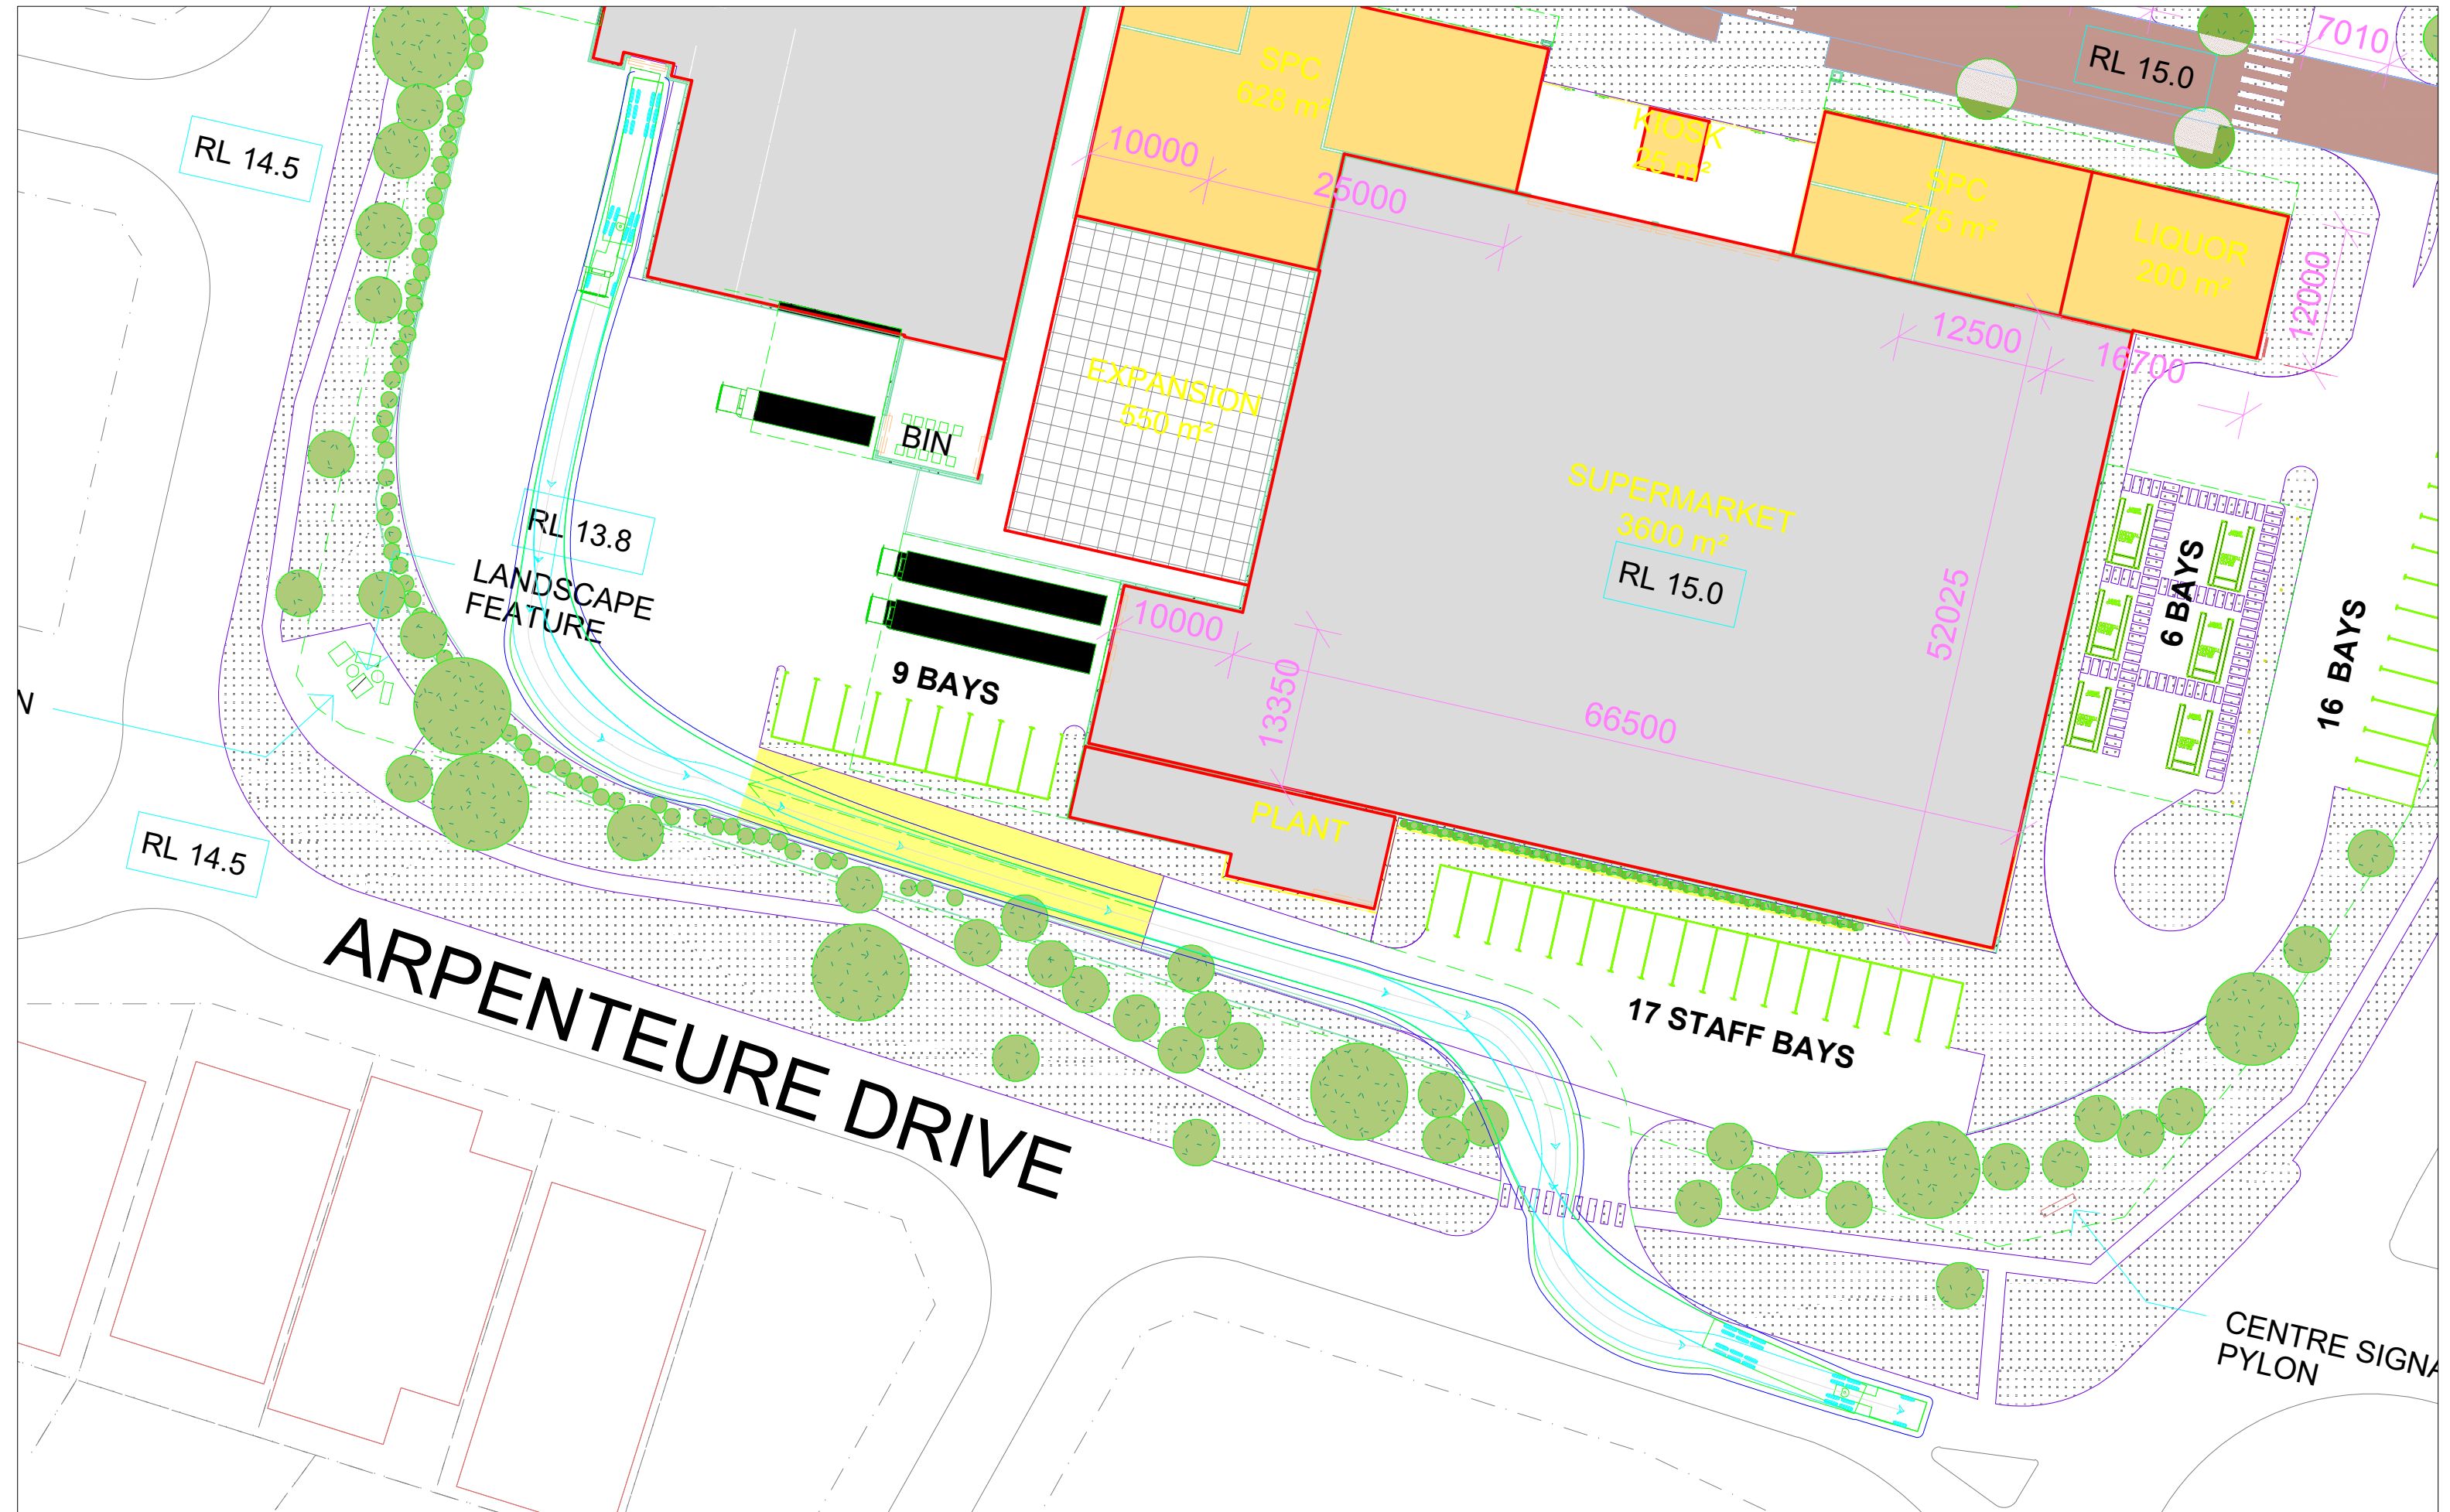 7010
RL 15.0
SPC
628 m²
KIOSK
25 m²
RL 14.5
10000
25000
SPC
275 m²
LIQUOR
200 m²
12000
12500
16700
EXPANSION
550 m²
BIN
SUPERMARKET
3600 m²
RL 15.0
RL 13.8
LANDSCAPE
FEATURE
10000
52025
6 BAYS
16 BAYS
9 BAYS
13350
66500
N
PLANT
RL 14.5
ARPENTEURE DRIVE
17 STAFF BAYS
CENTRE SIGNA
PYLON